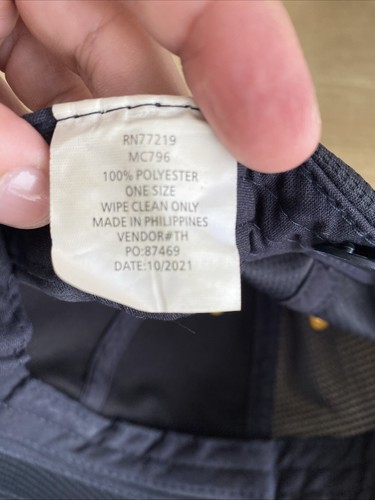 RN77219
MC796
100% POLYESTER
ONE SIZE
WIPE CLEAN ONLY
MADE IN PHILIPPINES
VENDOR#TH
PO:87469
DATE:10/2021